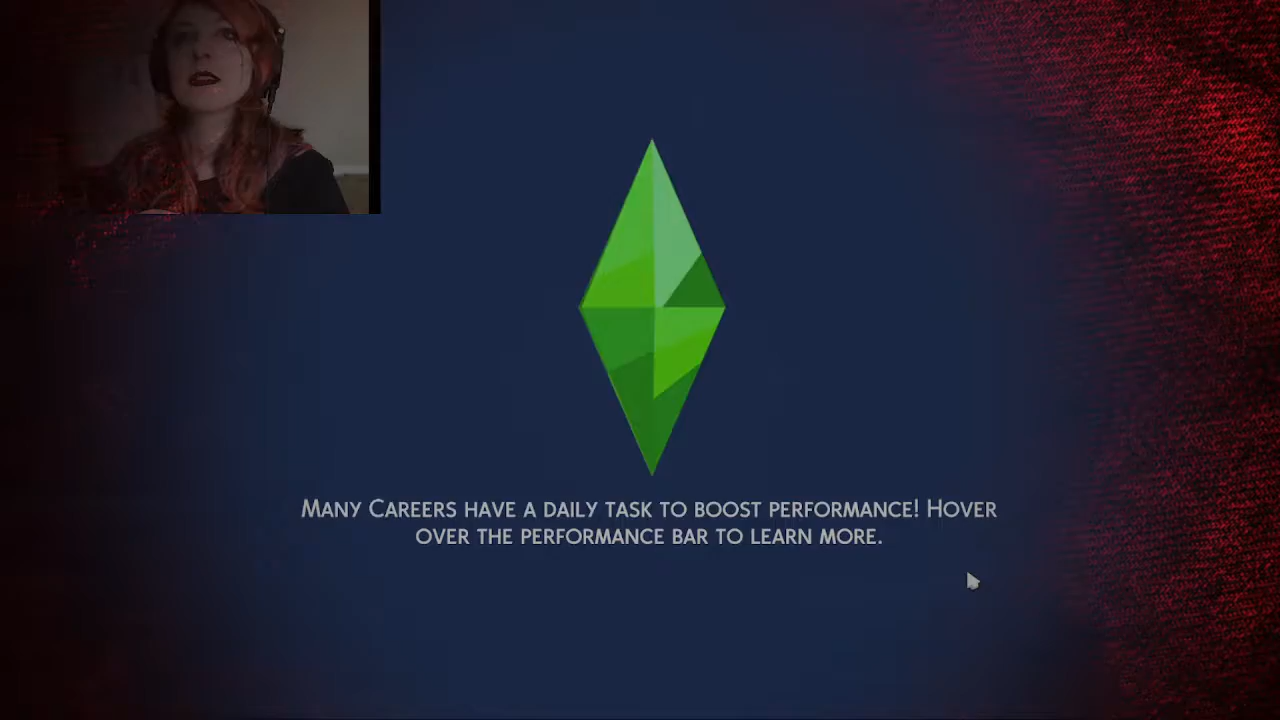 Many Careers have a daily task to boost performance! Hover
over the performance bar to learn more.